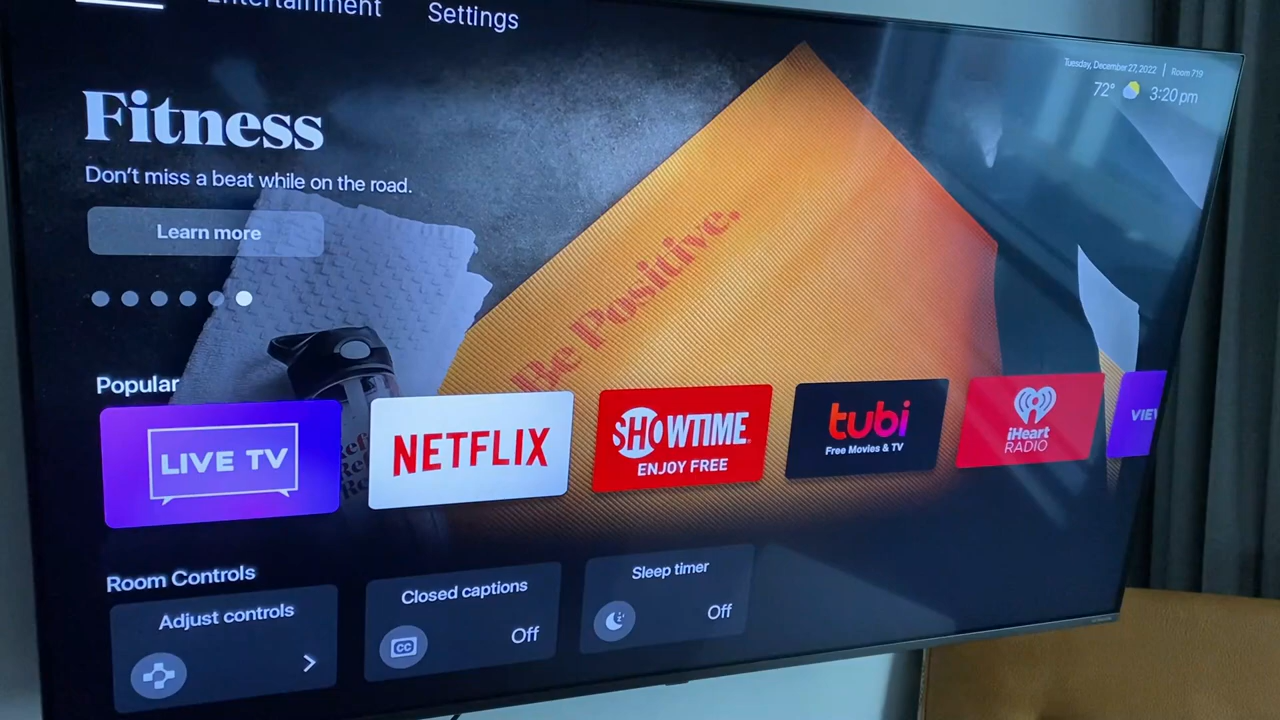 Entertainment
Settings
Tuesday, December 27, 2022 | Room 719
72° 3:20 pm
Fitness
Don't miss a beat while on the road.
Learn more
Be Positive.
Popular
LIVE TV
NETFLIX
SHOWTIME
ENJOY FREE
tubi
Free Movies & TV
iHeart
RADIO
VIE
Room Controls
Adjust controls
Closed captions
CC
Off
Sleep timer
Off